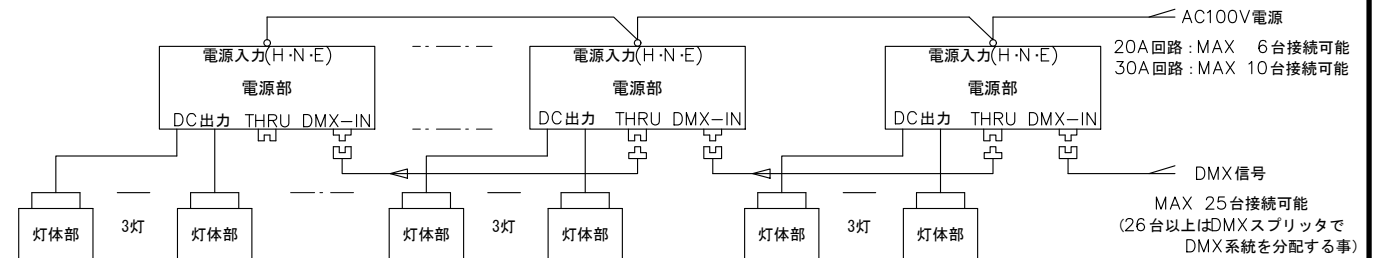 AC100V電源
電源入力(H·N·E) 電源入力(H·N·E) 電源入力(H·N·E) 20A回路：MAX 6台接続可能
電源部 電源部 電源部 30A回路：MAX 10台接続可能
DC出力 THRU DMX-IN DC出力 THRU DMX-IN DC出力 THRU DMX-IN
DMX信号
MAX 25台接続可能
灯体部 3灯 灯体部 灯体部 3灯 灯体部 灯体部 3灯 灯体部 (26台以上はDMXスプリッタで
DMX系統を分配する事)